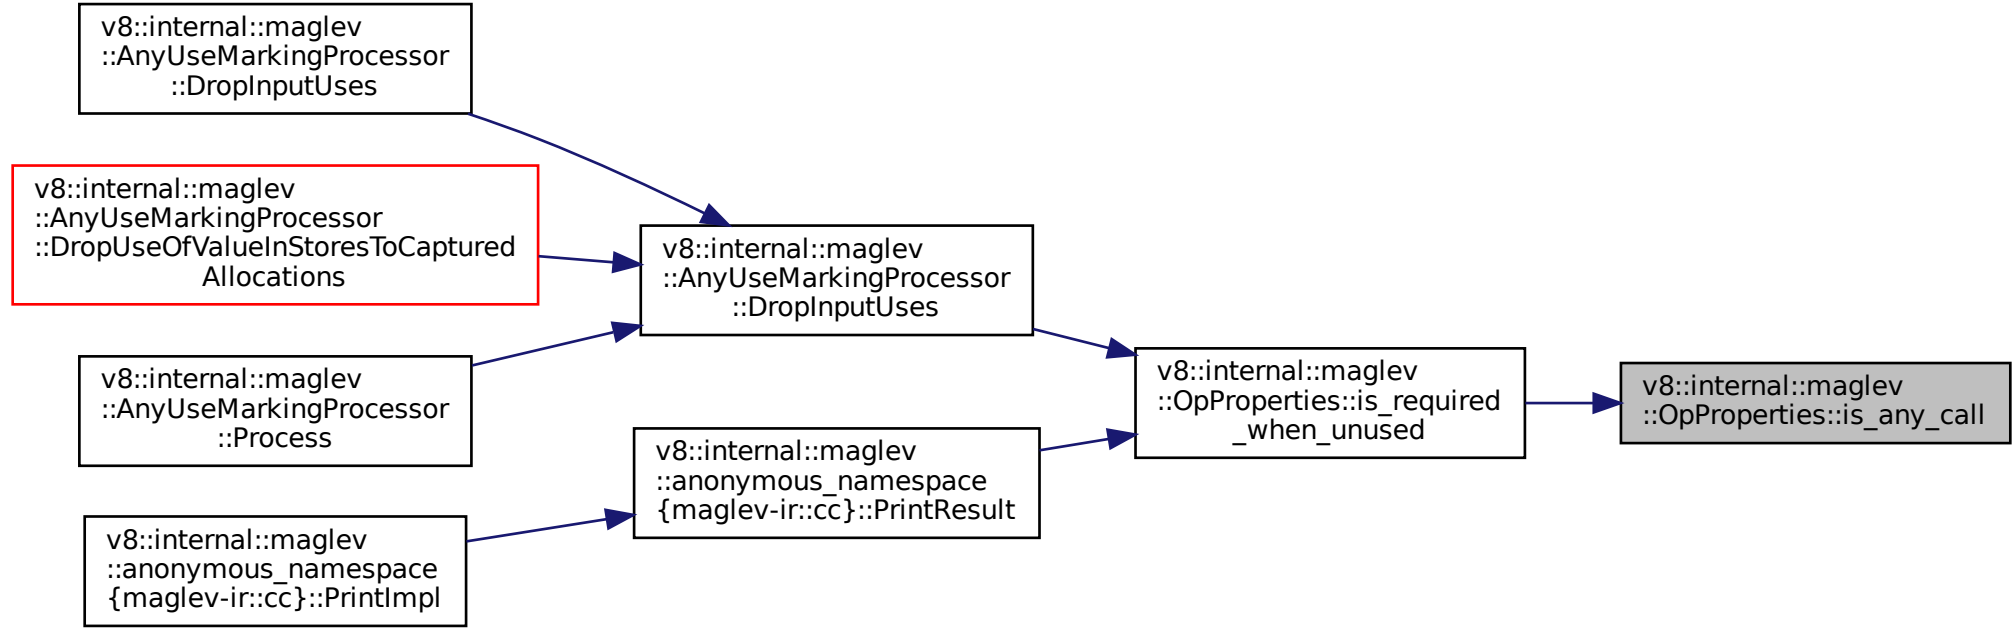 v8::internal::maglev
::AnyUseMarkingProcessor
::DropInputUses
v8::internal::maglev
::AnyUseMarkingProcessor
::DropUseOfValueInStoresToCaptured
Allocations
v8::internal::maglev
::AnyUseMarkingProcessor
::Process
v8::internal::maglev
::anonymous_namespace
{maglev-ir::cc}::PrintImpl
v8::internal::maglev
::AnyUseMarkingProcessor
::DropInputUses
v8::internal::maglev
::anonymous_namespace
{maglev-ir::cc}::PrintResult
v8::internal::maglev
::OpProperties::is_required
_when_unused
v8::internal::maglev
::OpProperties::is_any_call